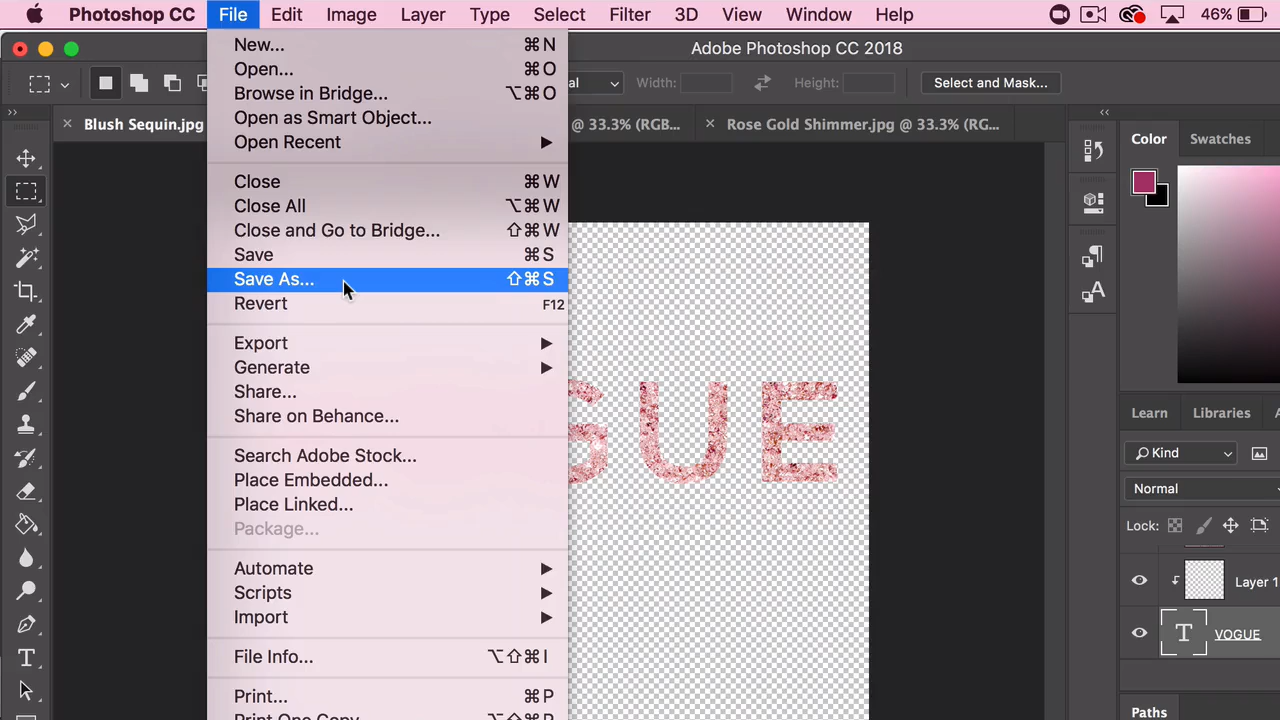 Photoshop CC File Edit Image Layer Type Select Filter 3D View Window Help 46%
Adobe Photoshop CC 2018
Width: Height: Select and Mask...
× Blush Sequin.jpg @ 33.3% (RGB... × Rose Gold Shimmer.jpg @ 33.3% (RG...
New... ⌘N
Open... ⌘O
Browse in Bridge... ⌥⌘O
Open as Smart Object...
Open Recent ▶
Close ⌘W
Close All ⌥⌘W
Close and Go to Bridge... ⇧⌘W
Save ⌘S
Save As... ⇧⌘S
Revert F12
Export ▶
Generate ▶
Share...
Share on Behance...
Search Adobe Stock...
Place Embedded...
Place Linked...
Package...
Automate ▶
Scripts ▶
Import ▶
File Info... ⌥⇧⌘I
Print... ⌘P
Print One Copy ⌥⇧⌘P
GUE
Color Swatches
Learn Libraries
Kind
Normal
Lock:
Layer 1
T VOGUE
Paths